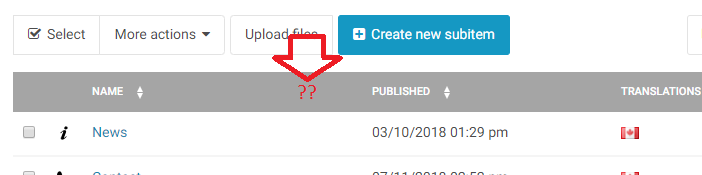 Select More actions Upload files Create new subitem
NAME ?? PUBLISHED TRANSLATIONS
i News 03/10/2018 01:29 pm